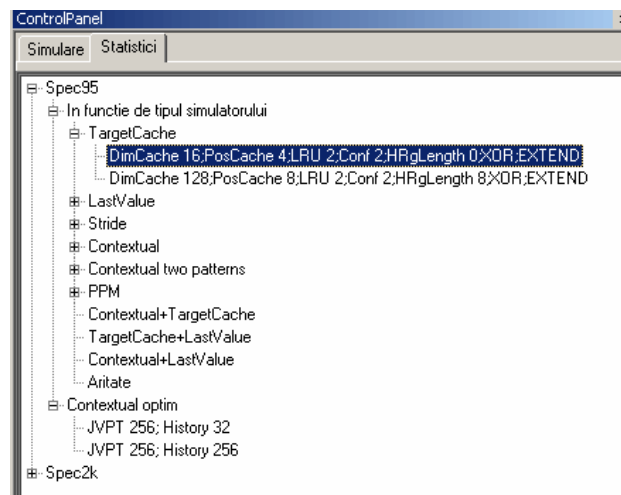 ControlPanel
Simulare Statistici
Spec95
In functie de tipul simulatorului
TargetCache
DimCache 16;PosCache 4;LRU 2;Conf 2;HRgLength 0;XOR;EXTEND
DimCache 128;PosCache 8;LRU 2;Conf 2;HRgLength 8;XOR;EXTEND
LastValue
Stride
Contextual
Contextual two patterns
PPM
Contextual+TargetCache
TargetCache+LastValue
Contextual+LastValue
Aritate
Contextual optim
JVPT 256; History 32
JVPT 256; History 256
Spec2k